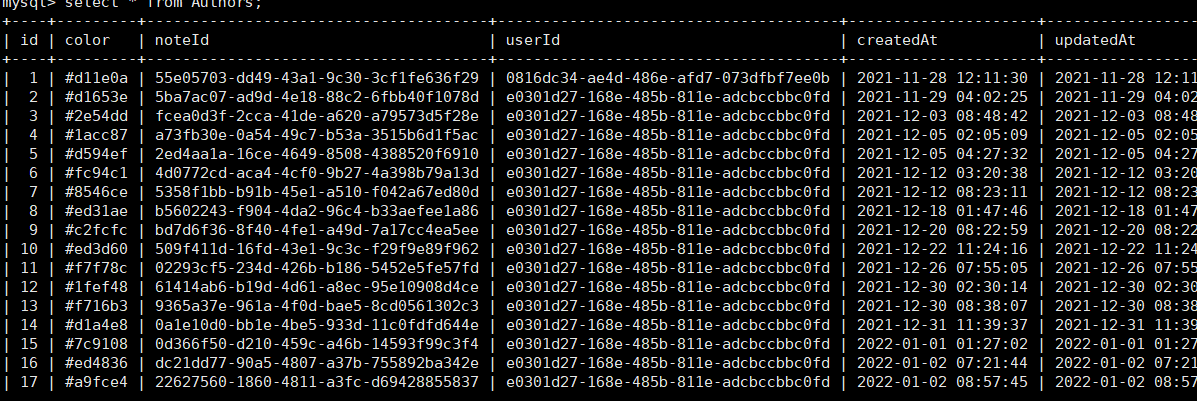 mysql> select * from Authors;
+----+---------+--------------------------------------+--------------------------------------+---------------------+----------------
| id | color | noteId | userId | createdAt | updatedAt
+----+---------+--------------------------------------+--------------------------------------+---------------------+----------------
| 1 | #d11e0a | 55e05703-dd49-43a1-9c30-3cf1fe636f29 | 0816dc34-ae4d-486e-afd7-073dfbf7ee0b | 2021-11-28 12:11:30 | 2021-11-28 12:11
| 2 | #d1653e | 5ba7ac07-ad9d-4e18-88c2-6fbb40f1078d | e0301d27-168e-485b-811e-adcbccbbc0fd | 2021-11-29 04:02:25 | 2021-11-29 04:02
| 3 | #2e54dd | fcea0d3f-2cca-41de-a620-a79573d5f28e | e0301d27-168e-485b-811e-adcbccbbc0fd | 2021-12-03 08:48:42 | 2021-12-03 08:48
| 4 | #1acc87 | a73fb30e-0a54-49c7-b53a-3515b6d1f5ac | e0301d27-168e-485b-811e-adcbccbbc0fd | 2021-12-05 02:05:09 | 2021-12-05 02:05
| 5 | #d594ef | 2ed4aa1a-16ce-4649-8508-4388520f6910 | e0301d27-168e-485b-811e-adcbccbbc0fd | 2021-12-05 04:27:32 | 2021-12-05 04:27
| 6 | #fc94c1 | 4d0772cd-aca4-4cf0-9b27-4a398b79a13d | e0301d27-168e-485b-811e-adcbccbbc0fd | 2021-12-12 03:20:38 | 2021-12-12 03:20
| 7 | #8546ce | 5358f1bb-b91b-45e1-a510-f042a67ed80d | e0301d27-168e-485b-811e-adcbccbbc0fd | 2021-12-12 08:23:11 | 2021-12-12 08:23
| 8 | #ed31ae | b5602243-f904-4da2-96c4-b33aefee1a86 | e0301d27-168e-485b-811e-adcbccbbc0fd | 2021-12-18 01:47:46 | 2021-12-18 01:47
| 9 | #c2fcfc | bd7d6f36-8f40-4fe1-a49d-7a17cc4ea5ee | e0301d27-168e-485b-811e-adcbccbbc0fd | 2021-12-20 08:22:59 | 2021-12-20 08:22
| 10 | #ed3d60 | 509f411d-16fd-43e1-9c3c-f29f9e89f962 | e0301d27-168e-485b-811e-adcbccbbc0fd | 2021-12-22 11:24:16 | 2021-12-22 11:24
| 11 | #f7f78c | 02293cf5-234d-426b-b186-5452e5fe57fd | e0301d27-168e-485b-811e-adcbccbbc0fd | 2021-12-26 07:55:05 | 2021-12-26 07:55
| 12 | #1fef48 | 61414ab6-b19d-4d61-a8ec-95e10908d4ce | e0301d27-168e-485b-811e-adcbccbbc0fd | 2021-12-30 02:30:14 | 2021-12-30 02:30
| 13 | #f716b3 | 9365a37e-961a-4f0d-bae5-8cd0561302c3 | e0301d27-168e-485b-811e-adcbccbbc0fd | 2021-12-30 08:38:07 | 2021-12-30 08:38
| 14 | #d1a4e8 | 0a1e10d0-bb1e-4be5-933d-11c0fdfd644e | e0301d27-168e-485b-811e-adcbccbbc0fd | 2021-12-31 11:39:37 | 2021-12-31 11:39
| 15 | #7c9108 | 0d366f50-d210-459c-a46b-14593f99c3f4 | e0301d27-168e-485b-811e-adcbccbbc0fd | 2022-01-01 01:27:02 | 2022-01-01 01:27
| 16 | #ed4836 | dc21dd77-90a5-4807-a37b-755892ba342e | e0301d27-168e-485b-811e-adcbccbbc0fd | 2022-01-02 07:21:44 | 2022-01-02 07:21
| 17 | #a9fce4 | 22627560-1860-4811-a3fc-d69428855837 | e0301d27-168e-485b-811e-adcbccbbc0fd | 2022-01-02 08:57:45 | 2022-01-02 08:57